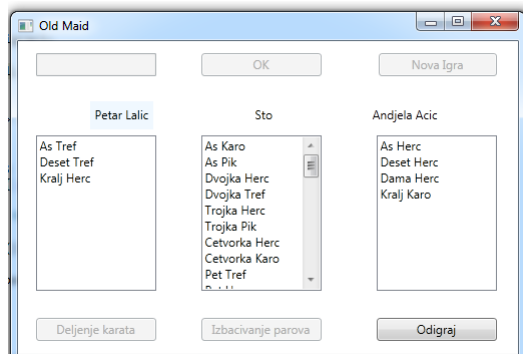 Old Maid
OK
Nova Igra
Petar Lalic
Sto
Andjela Acic
As Tref
Deset Tref
Kralj Herc
As Karo
As Pik
Dvojka Herc
Dvojka Tref
Trojka Herc
Trojka Pik
Cetvorka Herc
Cetvorka Karo
Pet Tref
As Herc
Deset Herc
Dama Herc
Kralj Karo
Deljenje karata
Izbacivanje parova
Odigraj